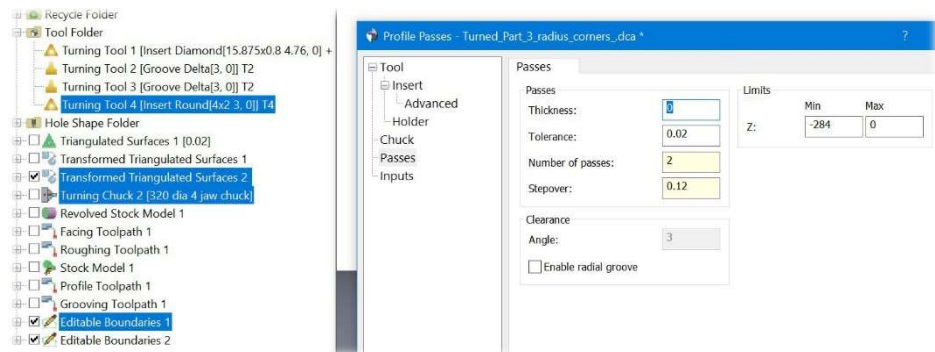 Recycle Folder
Tool Folder
Turning Tool 1 [Insert Diamond[15.875x0.8 4.76, 0] +
Turning Tool 2 [Groove Delta[3, 0]] T2
Turning Tool 3 [Groove Delta[3, 0]] T2
Turning Tool 4 [Insert Round[4x2 3, 0]] T4
Hole Shape Folder
Triangulated Surfaces 1 [0.02]
Transformed Triangulated Surfaces 1
Transformed Triangulated Surfaces 2
Turning Chuck 2 [320 dia 4 jaw chuck]
Revolved Stock Model 1
Facing Toolpath 1
Roughing Toolpath 1
Stock Model 1
Profile Toolpath 1
Grooving Toolpath 1
Editable Boundaries 1
Editable Boundaries 2
Profile Passes - Turned_Part_3_radius_corners_.dca *
?
Tool
Insert
Advanced
Holder
Chuck
Passes
Inputs
Passes
Passes
Thickness: 0
Tolerance: 0.02
Number of passes: 2
Stepover: 0.12
Clearance
Angle: 3
Enable radial groove
Limits
Min Max
Z: -284 0